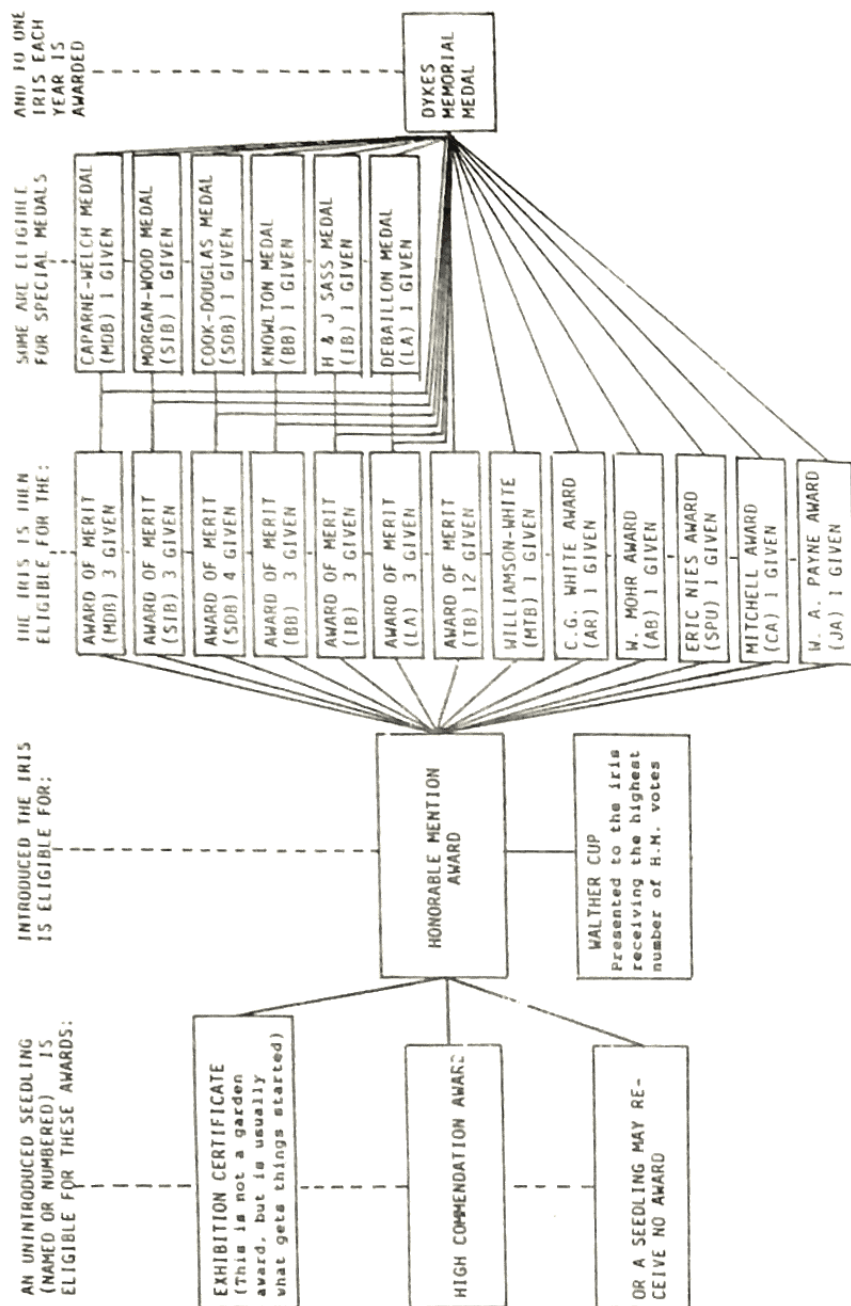 AN UNINTRODUCED SEEDLING
(NAMED OR NUMBERED) IS
ELIGIBLE FOR THESE AWARDS:
EXHIBITION CERTIFICATE
(This is not a garden
award, but is usually
what gets things started)
HIGH COMMENDATION AWARD
OR A SEEDLING MAY RE-
CEIVE NO AWARD
INTRODUCED THE IRIS
IS ELIGIBLE FOR:
HONORABLE MENTION
AWARD
WALTHER CUP
Presented to the iris
receiving the highest
number of H.M. votes
THE IRIS IS THEN
ELIGIBLE FOR THE:
AWARD OF MERIT
(MDB) 3 GIVEN
AWARD OF MERIT
(SIB) 3 GIVEN
AWARD OF MERIT
(SDB) 4 GIVEN
AWARD OF MERIT
(BB) 3 GIVEN
AWARD OF MERIT
(IB) 3 GIVEN
AWARD OF MERIT
(LA) 3 GIVEN
AWARD OF MERIT
(TB) 12 GIVEN
WILLIAMSON-WHITE
(MTB) 1 GIVEN
C.G. WHITE AWARD
(AR) 1 GIVEN
W. MOHR AWARD
(AB) 1 GIVEN
ERIC NIES AWARD
(SPU) 1 GIVEN
MITCHELL AWARD
(CA) 1 GIVEN
W. A. PAYNE AWARD
(JA) 1 GIVEN
SOME ARE ELIGIBLE
FOR SPECIAL MEDALS
CAPARNE-WELCH MEDAL
(MDB) 1 GIVEN
MORGAN-WOOD MEDAL
(SIB) 1 GIVEN
COOK-DOUGLAS MEDAL
(SDB) 1 GIVEN
KNOWLTON MEDAL
(BB) 1 GIVEN
H & J SASS MEDAL
(IB) 1 GIVEN
DEBAILLON MEDAL
(LA) 1 GIVEN
AND TO ONE
IRIS EACH
YEAR IS
AWARDED
DYKES
MEMORIAL
MEDAL